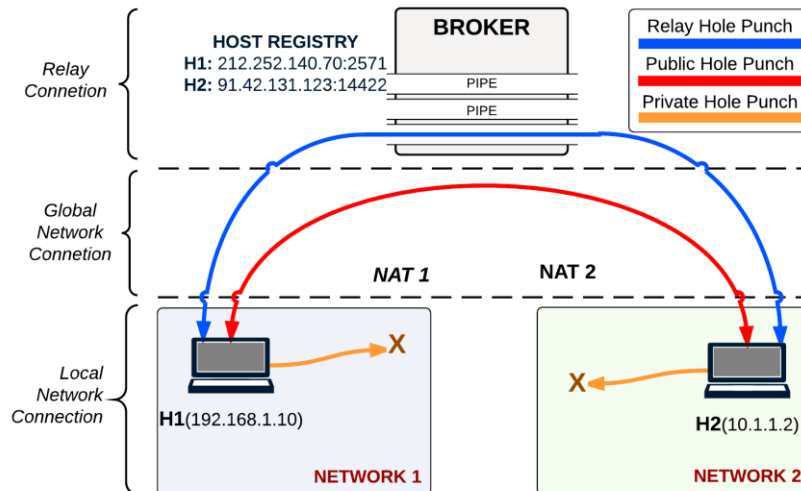 BROKER
HOST REGISTRY
H1: 212.252.140.70:2571
H2: 91.42.131.123:14422
PIPE
PIPE
Relay Hole Punch
Public Hole Punch
Private Hole Punch
Relay
Connetion
Global
Network
Connetion
NAT 1
NAT 2
Local
Network
Connection
X
X
H1(192.168.1.10)
H2(10.1.1.2)
NETWORK 1
NETWORK 2